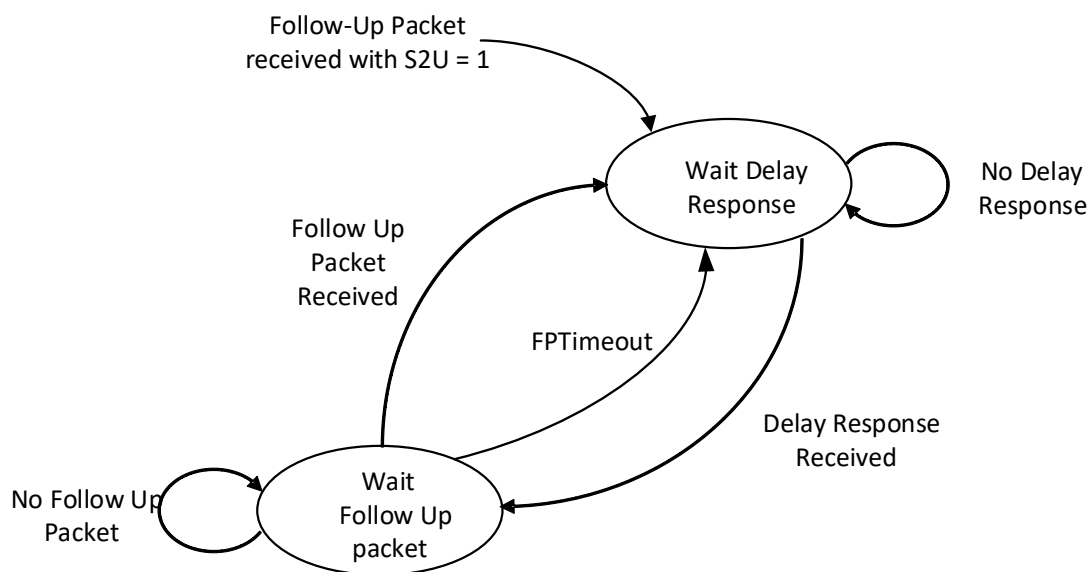 Follow-Up Packet
received with S2U = 1
Wait Delay
Response
No Delay
Response
Follow Up
Packet
Received
FPTimeout
Delay Response
Received
No Follow Up
Packet
Wait
Follow Up
packet